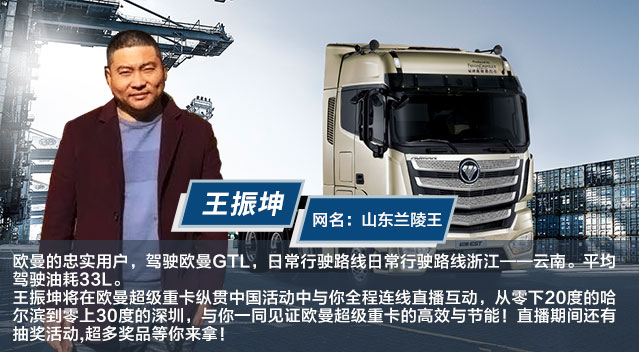 王振坤
网名：山东兰陵王
欧曼的忠实用户，驾驶欧曼GTL，日常行驶路线日常行驶路线浙江——云南。平均
驾驶油耗33L。
王振坤将在欧曼超级重卡纵贯中国活动中与你全程连线直播互动，从零下20度的哈
尔滨到零上30度的深圳，与你一同见证欧曼超级重卡的高效与节能！直播期间还有
抽奖活动,超多奖品等你来拿！